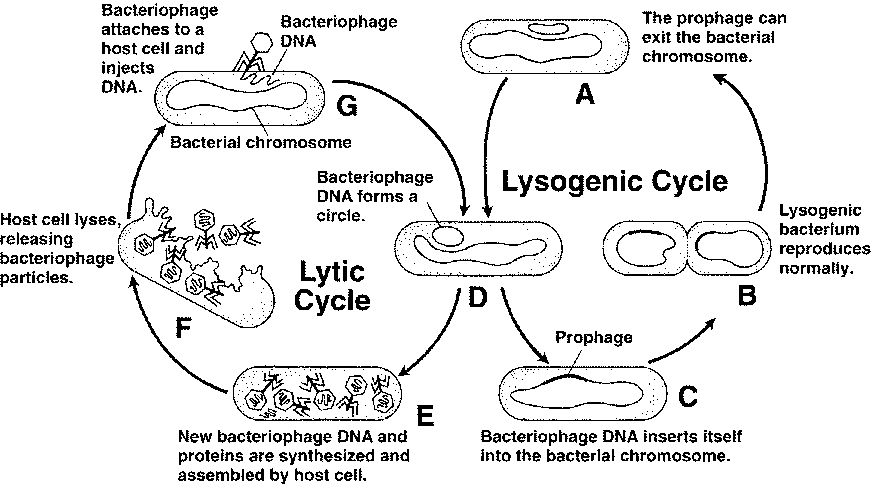 Bacteriophage
attaches to a
host cell and
injects
DNA.
Bacteriophage
DNA
G
Bacterial chromosome
The prophage can
exit the bacterial
chromosome.
A
Lysogenic Cycle
Bacteriophage
DNA forms a
circle.
D
Lysogenic
bacterium
reproduces
normally.
B
Host cell lyses,
releasing
bacteriophage
particles.
F
Lytic
Cycle
Prophage
C
Bacteriophage DNA inserts itself
into the bacterial chromosome.
E
New bacteriophage DNA and
proteins are synthesized and
assembled by host cell.